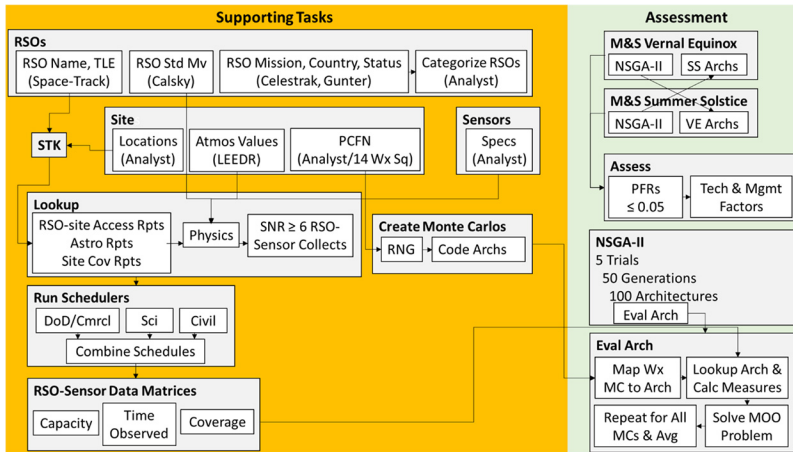 Supporting Tasks
RSOs
RSO Name, TLE
(Space-Track)
RSO Std Mv
(Calsky)
RSO Mission, Country, Status
(Celestrak, Gunter)
Categorize RSOs
(Analyst)
STK
Site
Locations
(Analyst)
Atmos Values
(LEEDR)
PCFN
(Analyst/14 Wx Sq)
Sensors
Specs
(Analyst)
Lookup
RSO-site Access Rpts
Astro Rpts
Site Cov Rpts
Physics
SNR ≥ 6 RSO-
Sensor Collects
Create Monte Carlos
RNG
Code Archs
Run Schedulers
DoD/Cmrcl
Sci
Civil
Combine Schedules
RSO-Sensor Data Matrices
Capacity
Time
Observed
Coverage
Assessment
M&S Vernal Equinox
NSGA-II
SS Archs
M&S Summer Solstice
NSGA-II
VE Archs
Assess
PFRs
≤ 0.05
Tech & Mgmt
Factors
NSGA-II
5 Trials
50 Generations
100 Architectures
Eval Arch
Eval Arch
Map Wx
MC to Arch
Lookup Arch &
Calc Measures
Repeat for All
MCs & Avg
Solve MOO
Problem